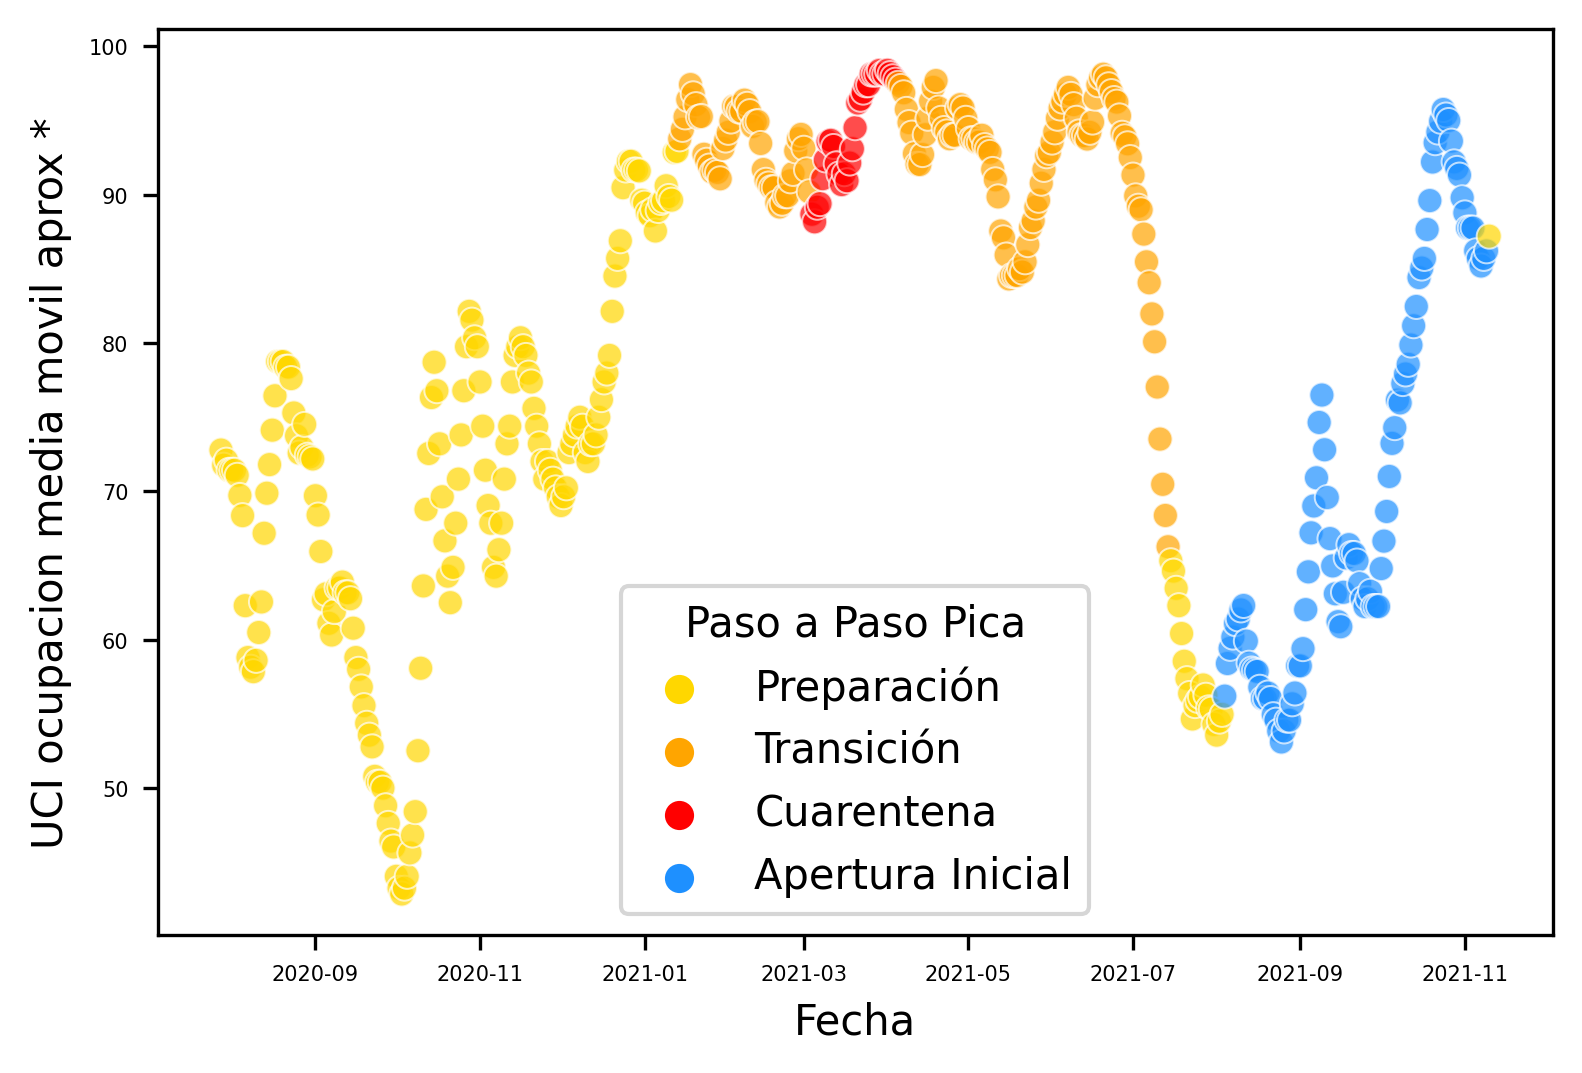 100
90
80
70
60
50
UCI ocupacion media movil aprox *
Paso a Paso Pica
Preparación
Transición
Cuarentena
Apertura Inicial
2020-09 2020-11 2021-01 2021-03 2021-05 2021-07 2021-09 2021-11
Fecha